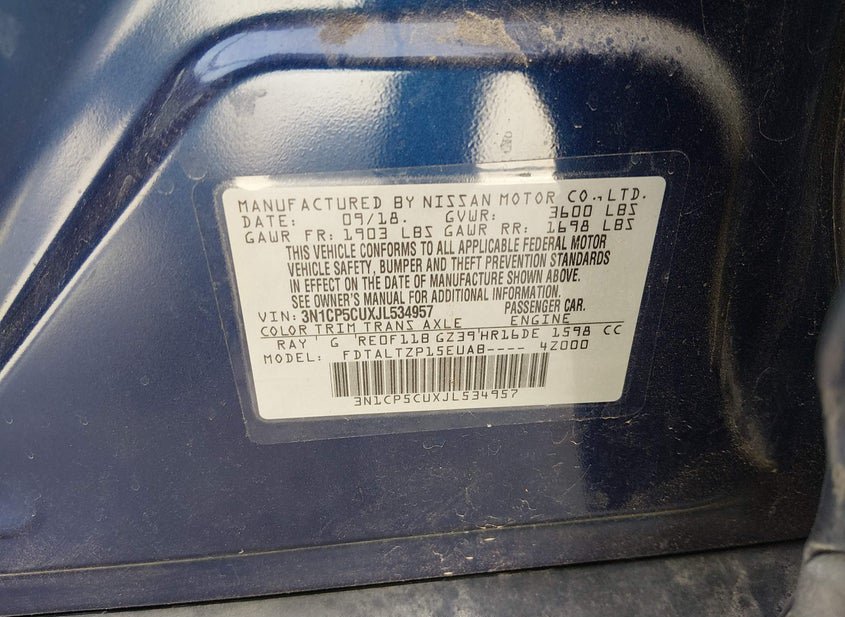 MANUFACTURED BY NISSAN MOTOR CO., LTD.
DATE: 09/18. GVWR: 3600 LBS
GAWR FR: 1903 LBS GAWR RR: 1698 LBS
THIS VEHICLE CONFORMS TO ALL APPLICABLE FEDERAL MOTOR
VEHICLE SAFETY, BUMPER AND THEFT PREVENTION STANDARDS
IN EFFECT ON THE DATE OF MANUFACTURE SHOWN ABOVE.
SEE OWNER'S MANUAL FOR ADDITIONAL INFORMATION.
VIN: 3N1CP5CUXJL534957 PASSENGER CAR.
COLOR TRIM TRANS AXLE ENGINE
RAY' G 'RE0F11B GZ39'HR16DE 1598 CC
MODEL: FDTALTZP15EUAB---- 4Z000
3N1CP5CUXJL534957